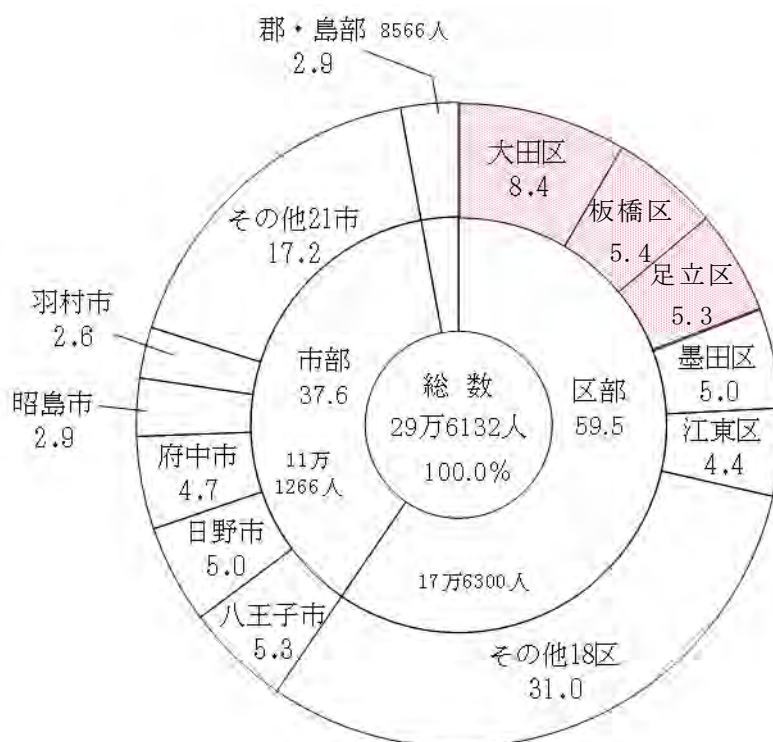 郡・島部 8566人
2.9
大田区
8.4
板橋区
5.4
足立区
5.3
墨田区
5.0
江東区
4.4
その他18区
31.0
八王子市
5.3
日野市
5.0
府中市
4.7
昭島市
2.9
羽村市
2.6
その他21市
17.2
市部
37.6
11万
1266人
総数
29万6132人
100.0%
区部
59.5
17万6300人